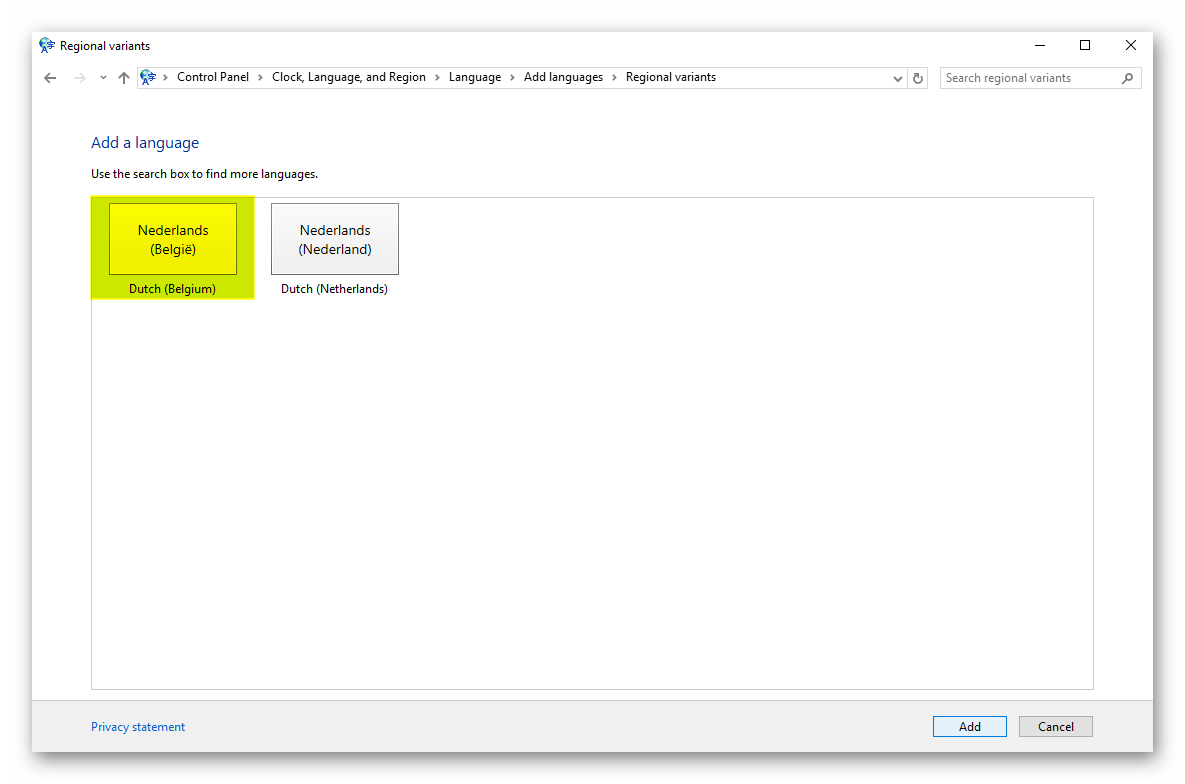 Regional variants
Control Panel > Clock, Language, and Region > Language > Add languages > Regional variants
Search regional variants
Add a language
Use the search box to find more languages.
Nederlands
(België)
Dutch (Belgium)
Nederlands
(Nederland)
Dutch (Netherlands)
Privacy statement
Add
Cancel